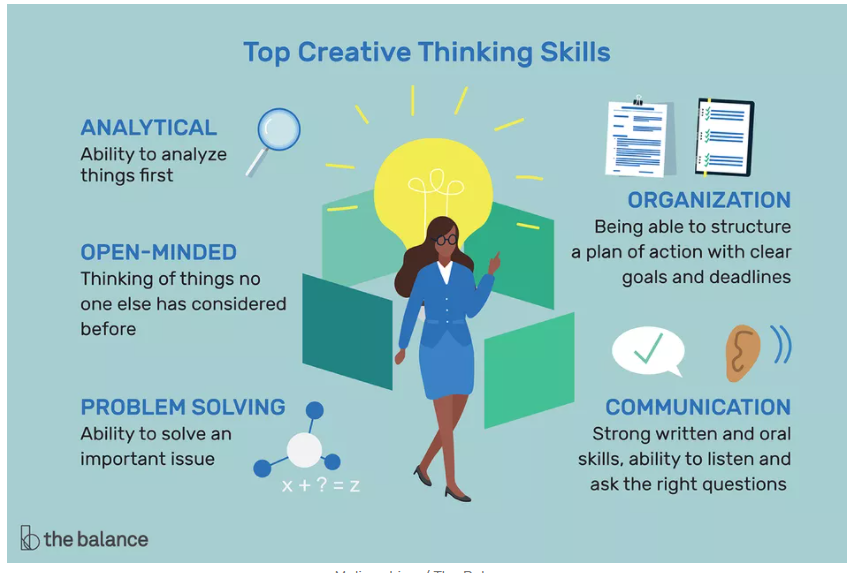 Top Creative Thinking Skills
ANALYTICAL
Ability to analyze
things first
OPEN-MINDED
Thinking of things no
one else has considered
before
PROBLEM SOLVING
Ability to solve an
important issue
x + ? = z
ORGANIZATION
Being able to structure
a plan of action with clear
goals and deadlines
COMMUNICATION
Strong written and oral
skills, ability to listen and
ask the right questions
the balance